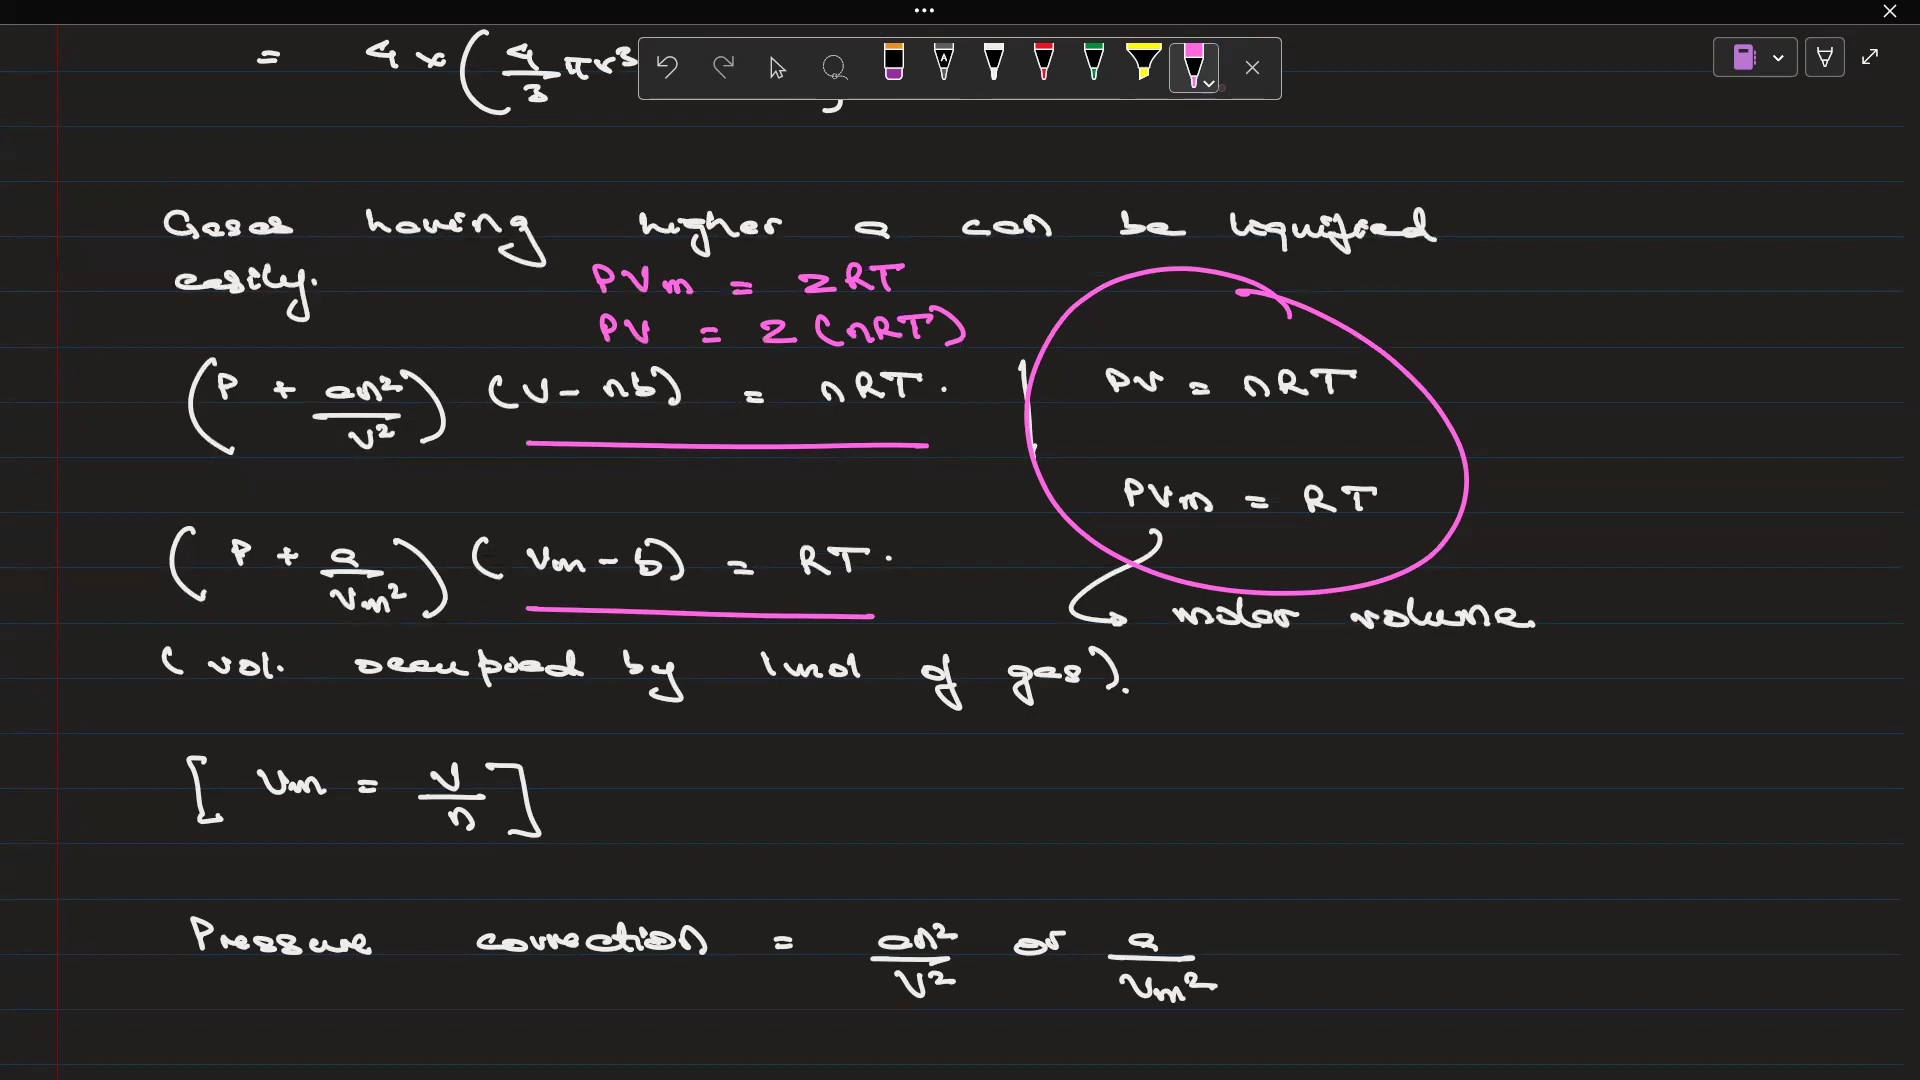 = 4 × ( 4/3 πr³
Gases having higher a can be liquified
easily.
PVm = ZRT
PV = Z (nRT)
(P + an²/V²) (V - nb) = nRT.
PV = nRT
PVm = RT
(P + a/Vm²) (Vm - b) = RT.
→ molar volume.
( vol. occupied by 1mol of gas).
[ Vm = V/n ]
Pressure correction = an²/V² or a/Vm²